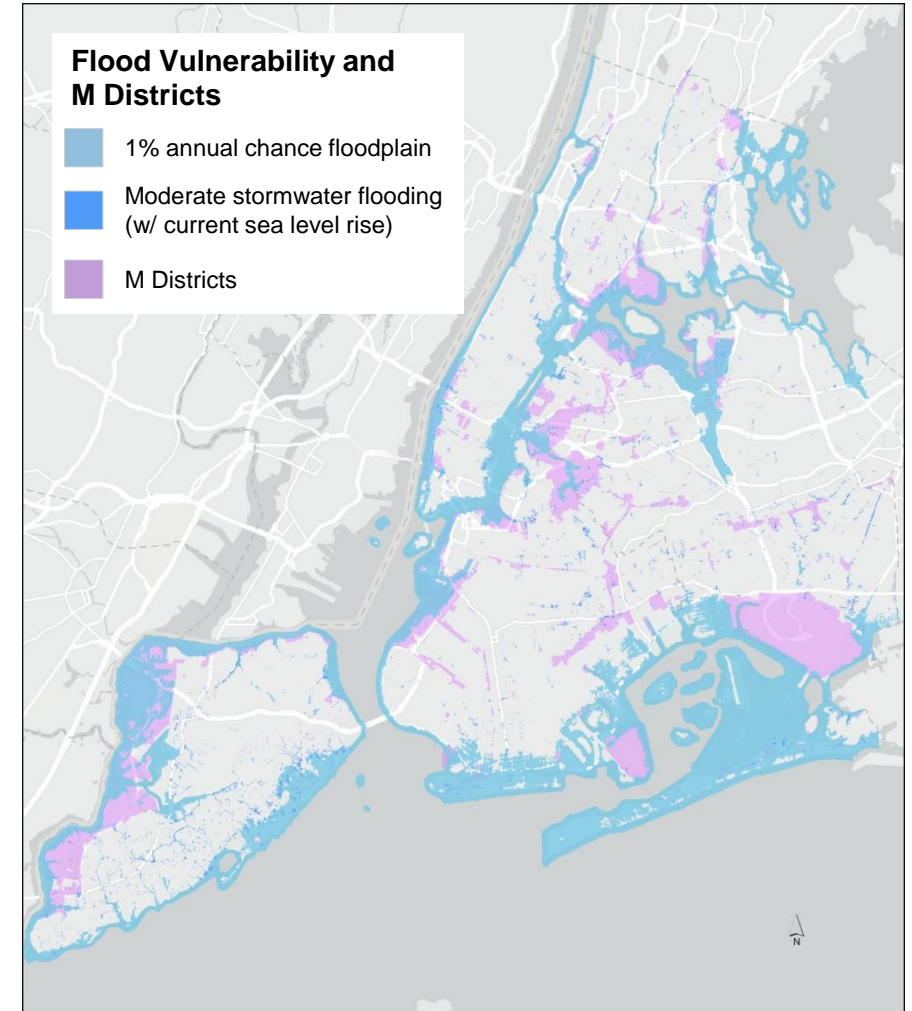 Flood Vulnerability and
M Districts
1% annual chance floodplain
Moderate stormwater flooding
(w/ current sea level rise)
M Districts
N